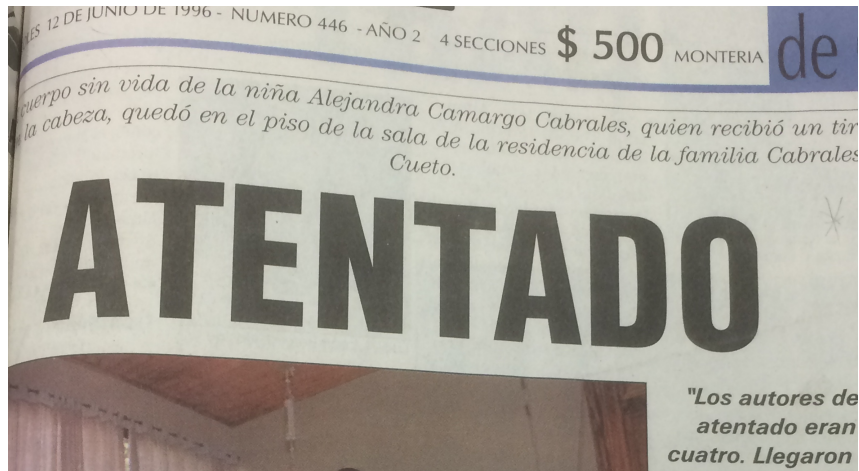 12 DE JUNIO DE 1996 - NUMERO 446 - AÑO 2 4 SECCIONES $ 500 MONTERIA
de
sin vida de la niña Alejandra Camargo Cabrales, quien recibió un
la cabeza, quedó en el piso de la sala de la residencia de la familia Cabrales
Cueto.
ATENTADO
"Los autores de
atentado eran
cuatro. Llegaron